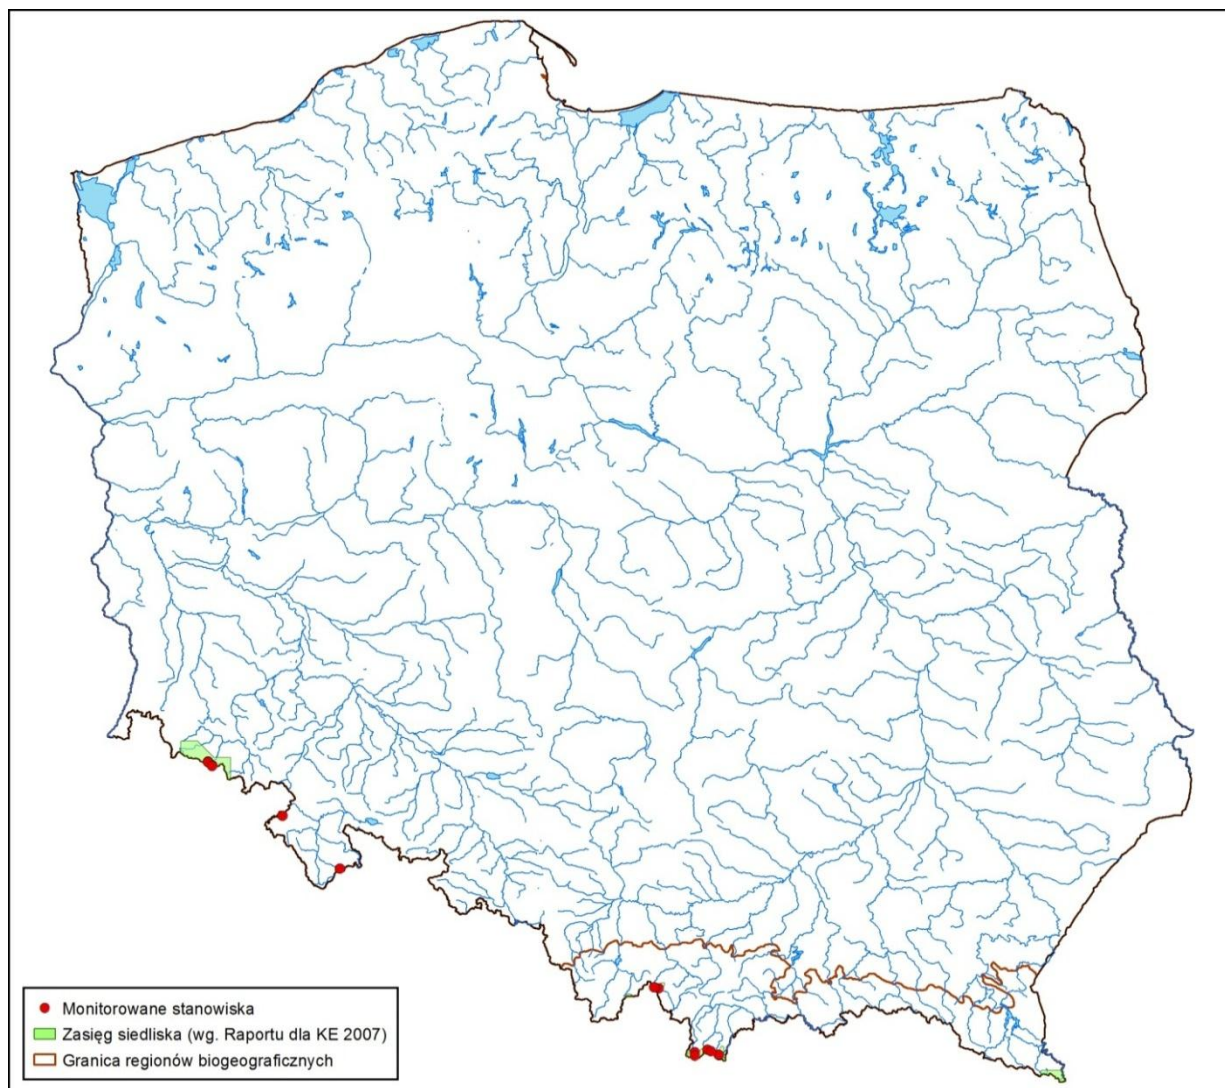 Monitorowane stanowiska
Zasięg siedliska (wg. Raportu dla KE 2007)
Granica regionów biogeograficznych